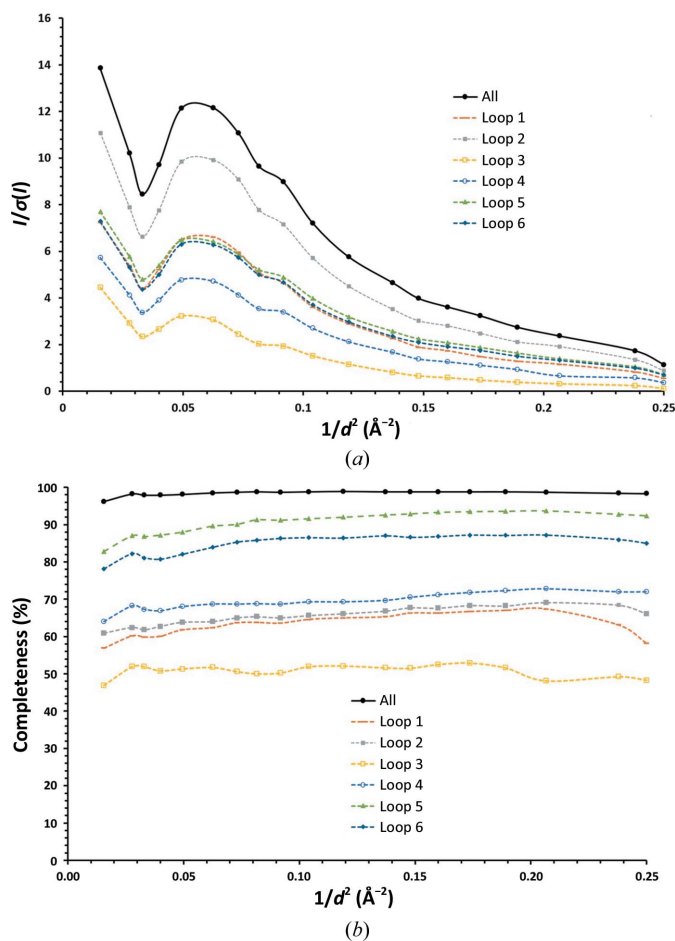 16
14
12
10
8
6
4
2
0
I/σ(I)
All
Loop 1
Loop 2
Loop 3
Loop 4
Loop 5
Loop 6
0 0.05 0.10 0.15 0.20 0.25
1/d² (Å⁻²)
(a)
100
90
80
70
60
50
40
30
20
10
0
Completeness (%)
All
Loop 1
Loop 2
Loop 3
Loop 4
Loop 5
Loop 6
0.00 0.05 0.10 0.15 0.20 0.25
1/d² (Å⁻²)
(b)